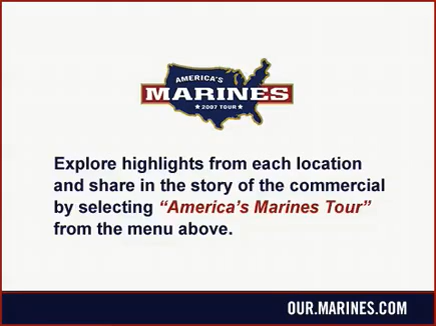 AMERICA'S
MARINES
★ 2007 TOUR ★
Explore highlights from each location
and share in the story of the commercial
by selecting “America’s Marines Tour”
from the menu above.
OUR.MARINES.COM